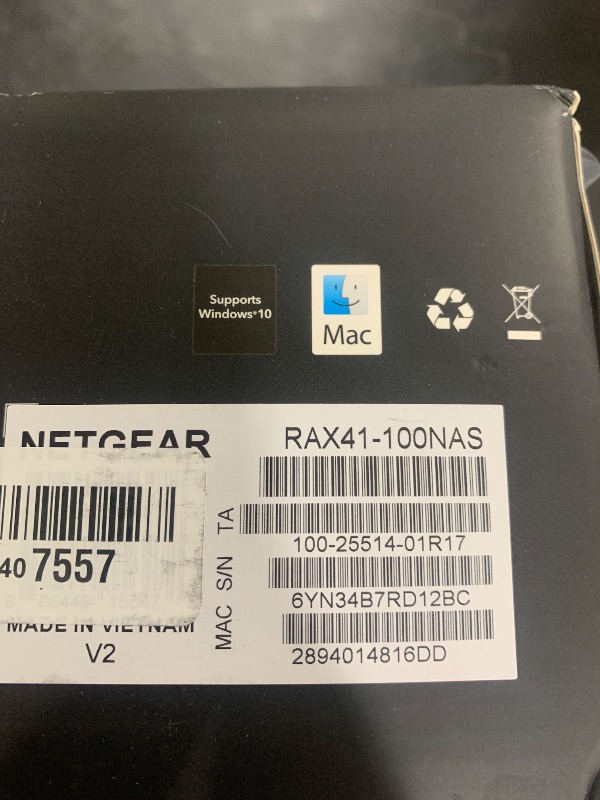 Supports
Windows®10
Mac
NETGEAR
RAX41-100NAS
TA
100-25514-01R17
S/N
6YN34B7RD12BC
MAC
2894014816DD
40 7557
MADE IN VIETNAM
V2